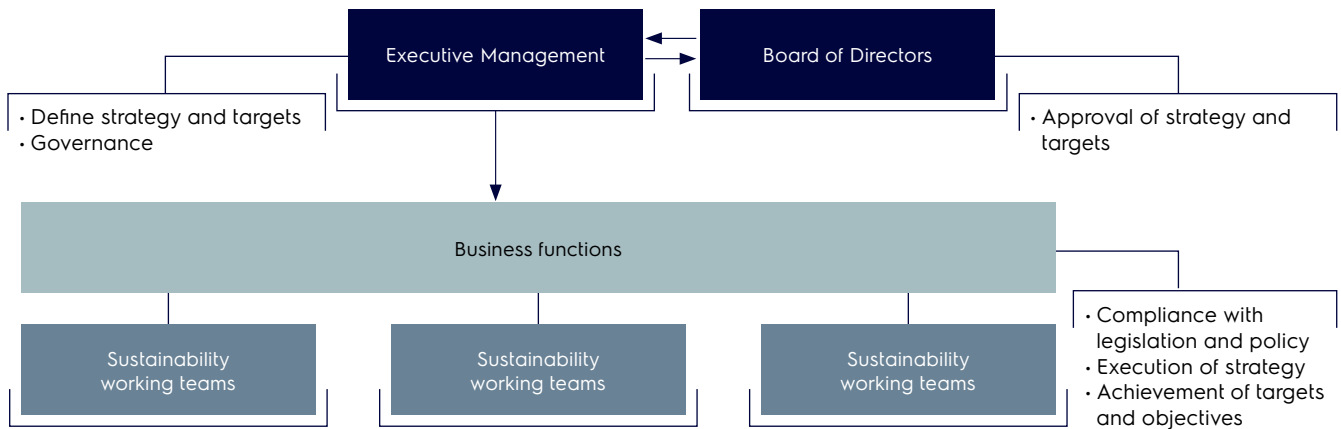 Executive Management
Board of Directors
· Define strategy and targets
· Governance
· Approval of strategy and
targets
Business functions
Sustainability
working teams
Sustainability
working teams
Sustainability
working teams
· Compliance with
legislation and policy
· Execution of strategy
· Achievement of targets
and objectives